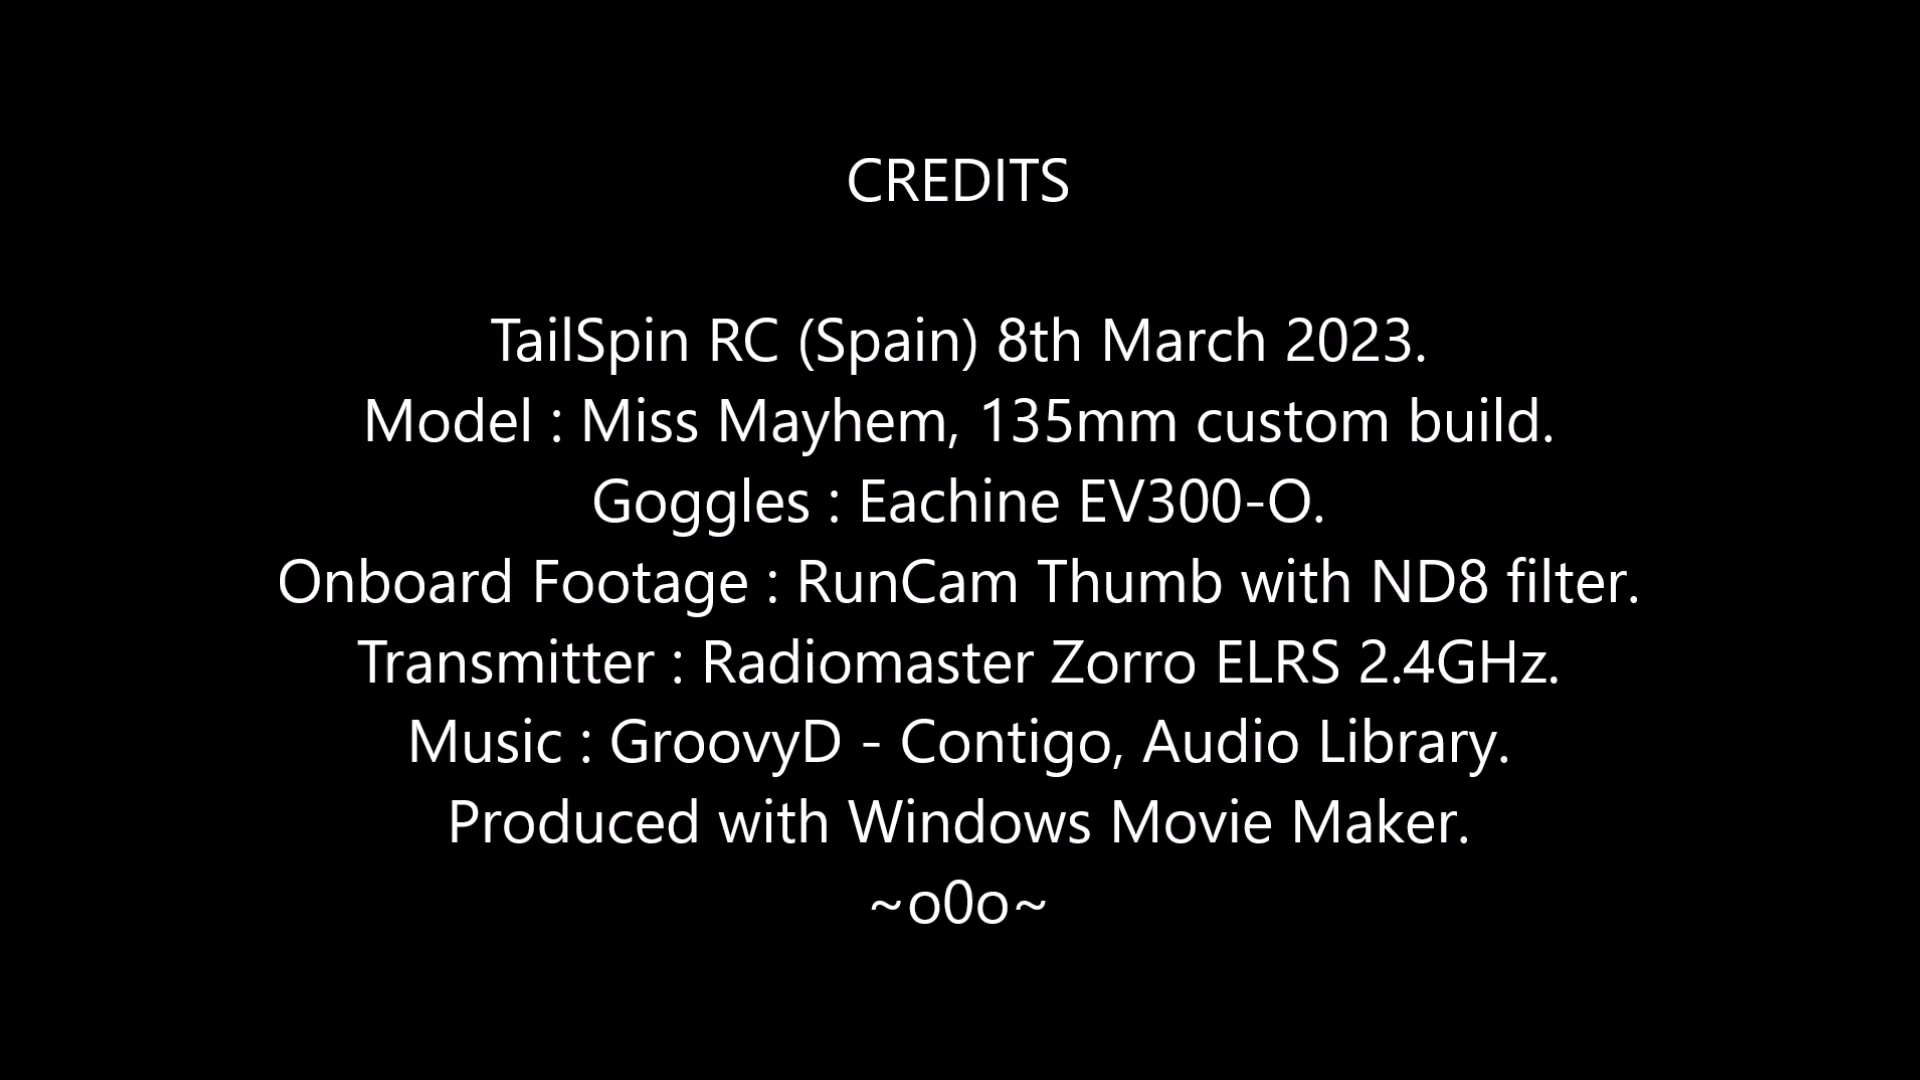 CREDITS
TailSpin RC (Spain) 8th March 2023.
Model : Miss Mayhem, 135mm custom build.
Goggles : Eachine EV300-O.
Onboard Footage : RunCam Thumb with ND8 filter.
Transmitter : Radiomaster Zorro ELRS 2.4GHz.
Music : GroovyD - Contigo, Audio Library.
Produced with Windows Movie Maker.
~o0o~